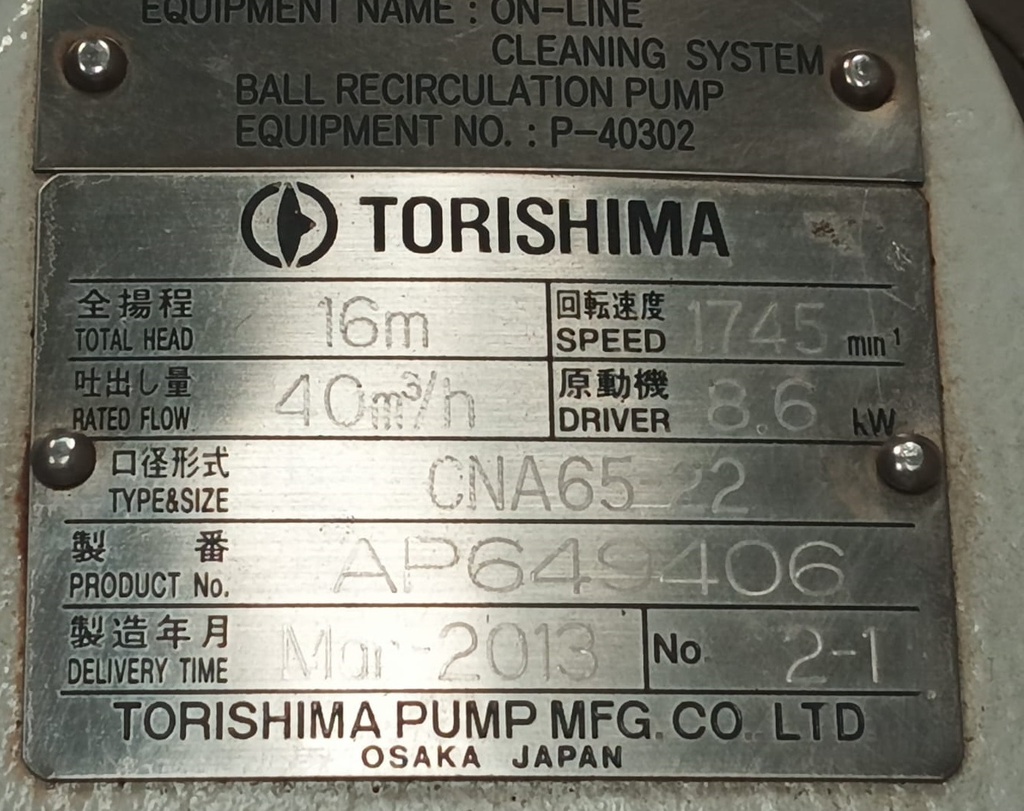 EQUIPMENT NAME : ON-LINE
CLEANING SYSTEM
BALL RECIRCULATION PUMP
EQUIPMENT NO. : P-40302
TORISHIMA
全揚程
TOTAL HEAD 16m
回転速度
SPEED 1745 min-1
吐出し量
RATED FLOW 40m³/h
原動機
DRIVER 8.6 kW
口径形式
TYPE&SIZE CNA65 22
製 番
PRODUCT No. AP649406
製造年月
DELIVERY TIME Mar-2013
No. 2-1
TORISHIMA PUMP MFG. CO. LTD
OSAKA JAPAN